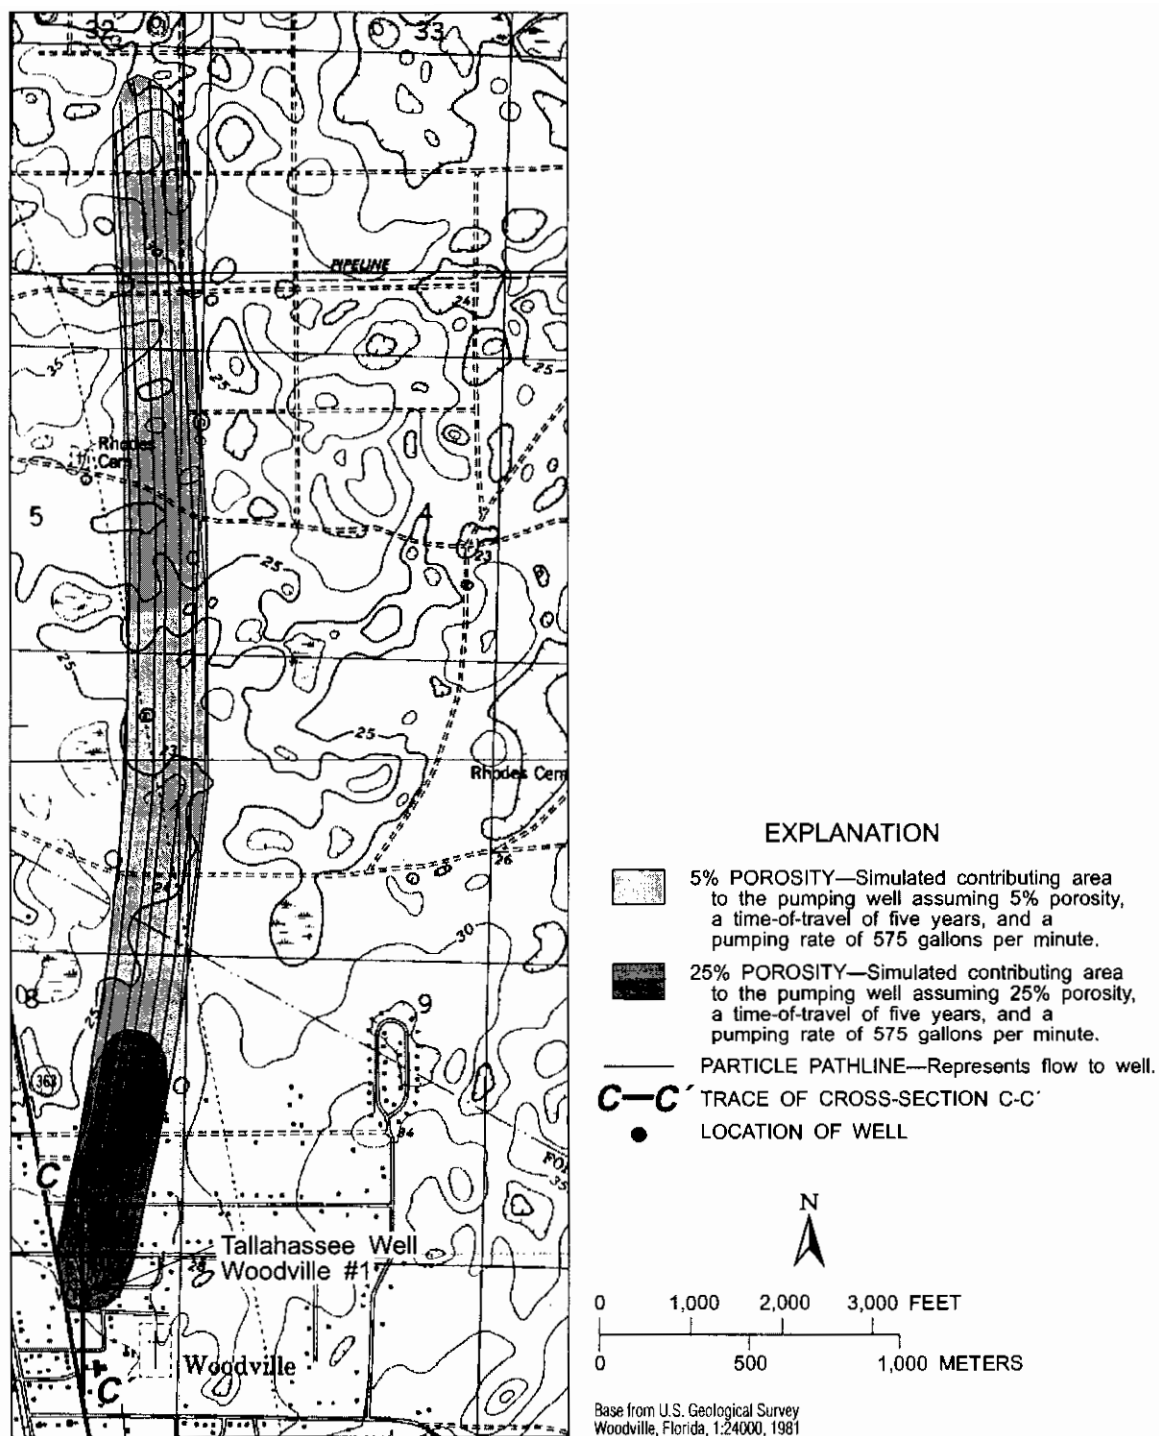 32
33
PIPELINE
30
24
35
25
25
Rhodes
Cem
5
4
23
25
25
25
23
Rhodes Cem
24
26
30
8
9
25
363
34
35
C
Tallahassee Well
Woodville #1
28
Woodville
C´
EXPLANATION
5% POROSITY—Simulated contributing area
to the pumping well assuming 5% porosity,
a time-of-travel of five years, and a
pumping rate of 575 gallons per minute.
25% POROSITY—Simulated contributing area
to the pumping well assuming 25% porosity,
a time-of-travel of five years, and a
pumping rate of 575 gallons per minute.
PARTICLE PATHLINE—Represents flow to well.
C—C´ TRACE OF CROSS-SECTION C-C´
LOCATION OF WELL
N
0 1,000 2,000 3,000 FEET
0 500 1,000 METERS
Base from U.S. Geological Survey
Woodville, Florida, 1:24000, 1981